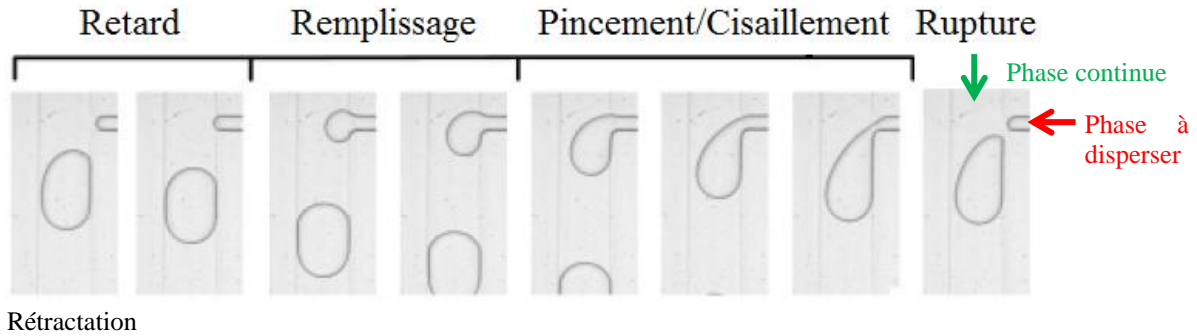 Retard Remplissage Pincement/Cisaillement Rupture
Phase continue
Phase à
disperser
Rétractation